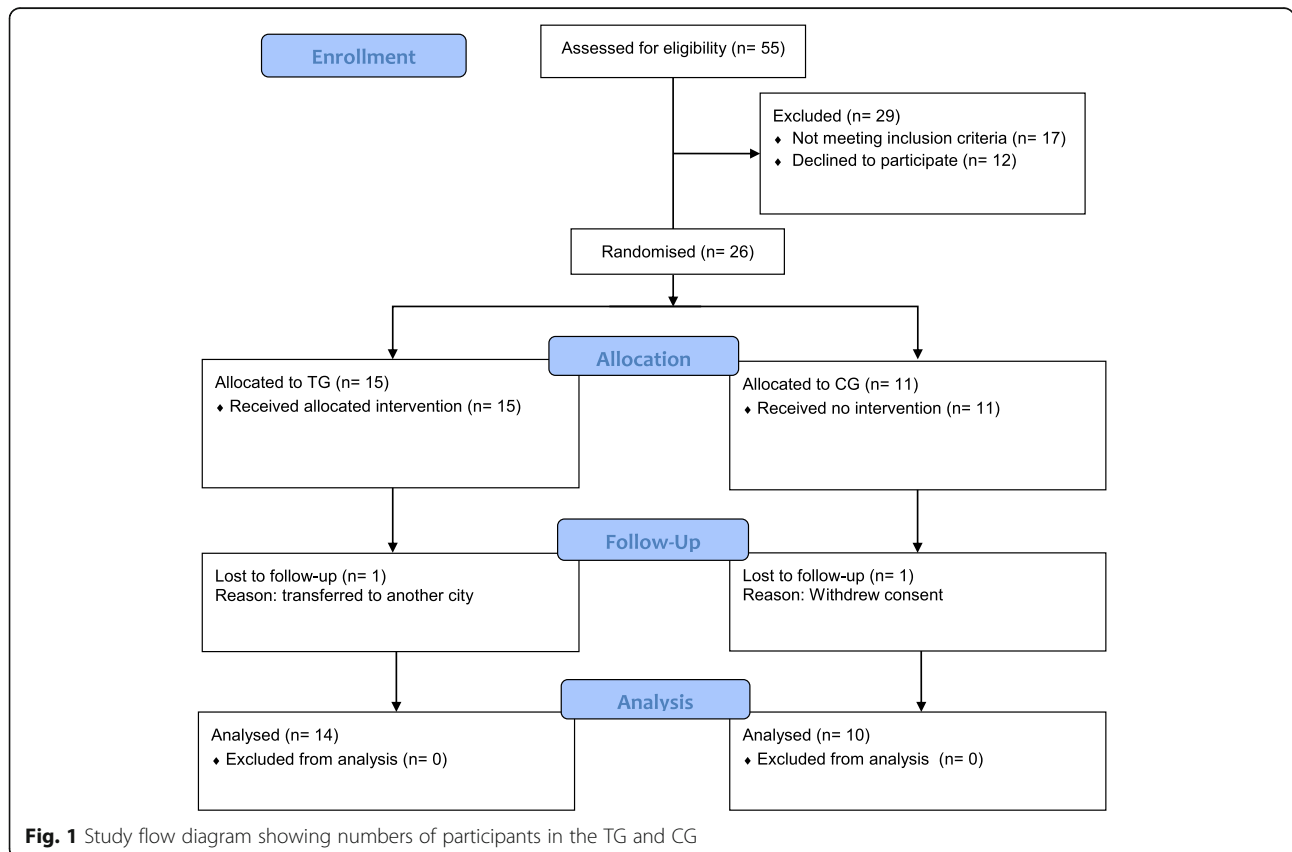 Enrollment
Assessed for eligibility (n= 55)
Excluded (n= 29)
♦ Not meeting inclusion criteria (n= 17)
♦ Declined to participate (n= 12)
Randomised (n= 26)
Allocation
Allocated to TG (n= 15)
♦ Received allocated intervention (n= 15)
Allocated to CG (n= 11)
♦ Received no intervention (n= 11)
Follow-Up
Lost to follow-up (n= 1)
Reason: transferred to another city
Lost to follow-up (n= 1)
Reason: Withdrew consent
Analysis
Analysed (n= 14)
♦ Excluded from analysis (n= 0)
Analysed (n= 10)
♦ Excluded from analysis (n= 0)
Fig. 1 Study flow diagram showing numbers of participants in the TG and CG